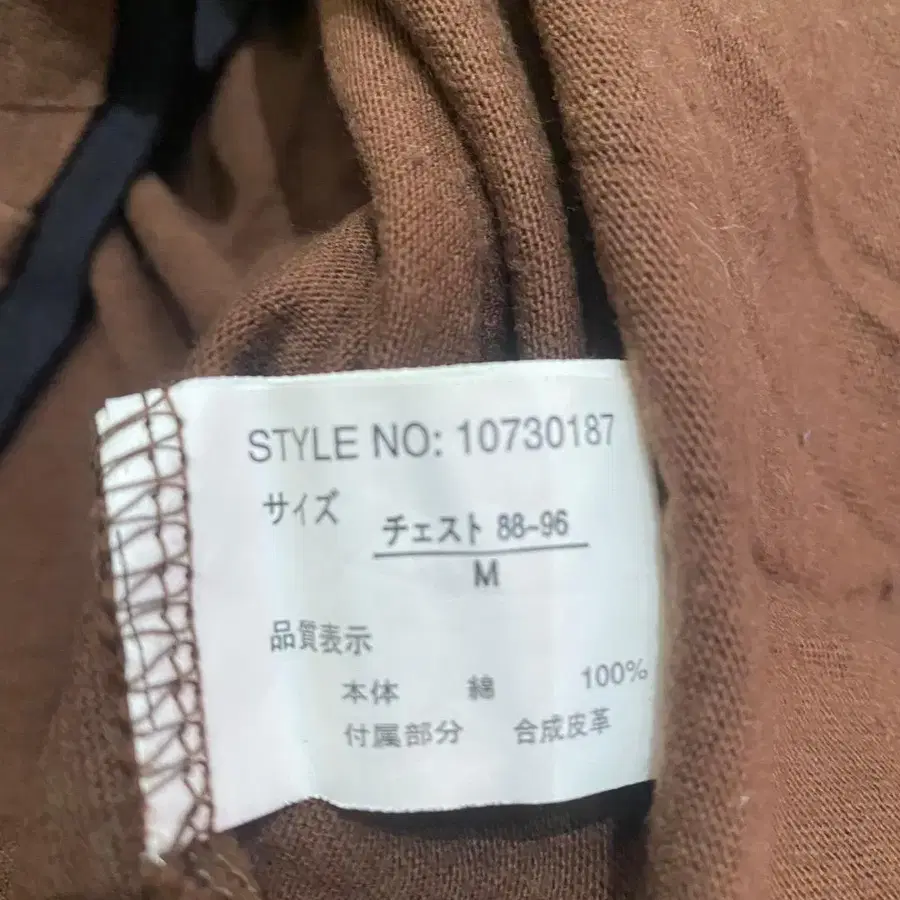 STYLE NO: 10730187
サイズ
チェスト 88-96
M
品質表示
本体 綿 100%
付属部分 合成皮革